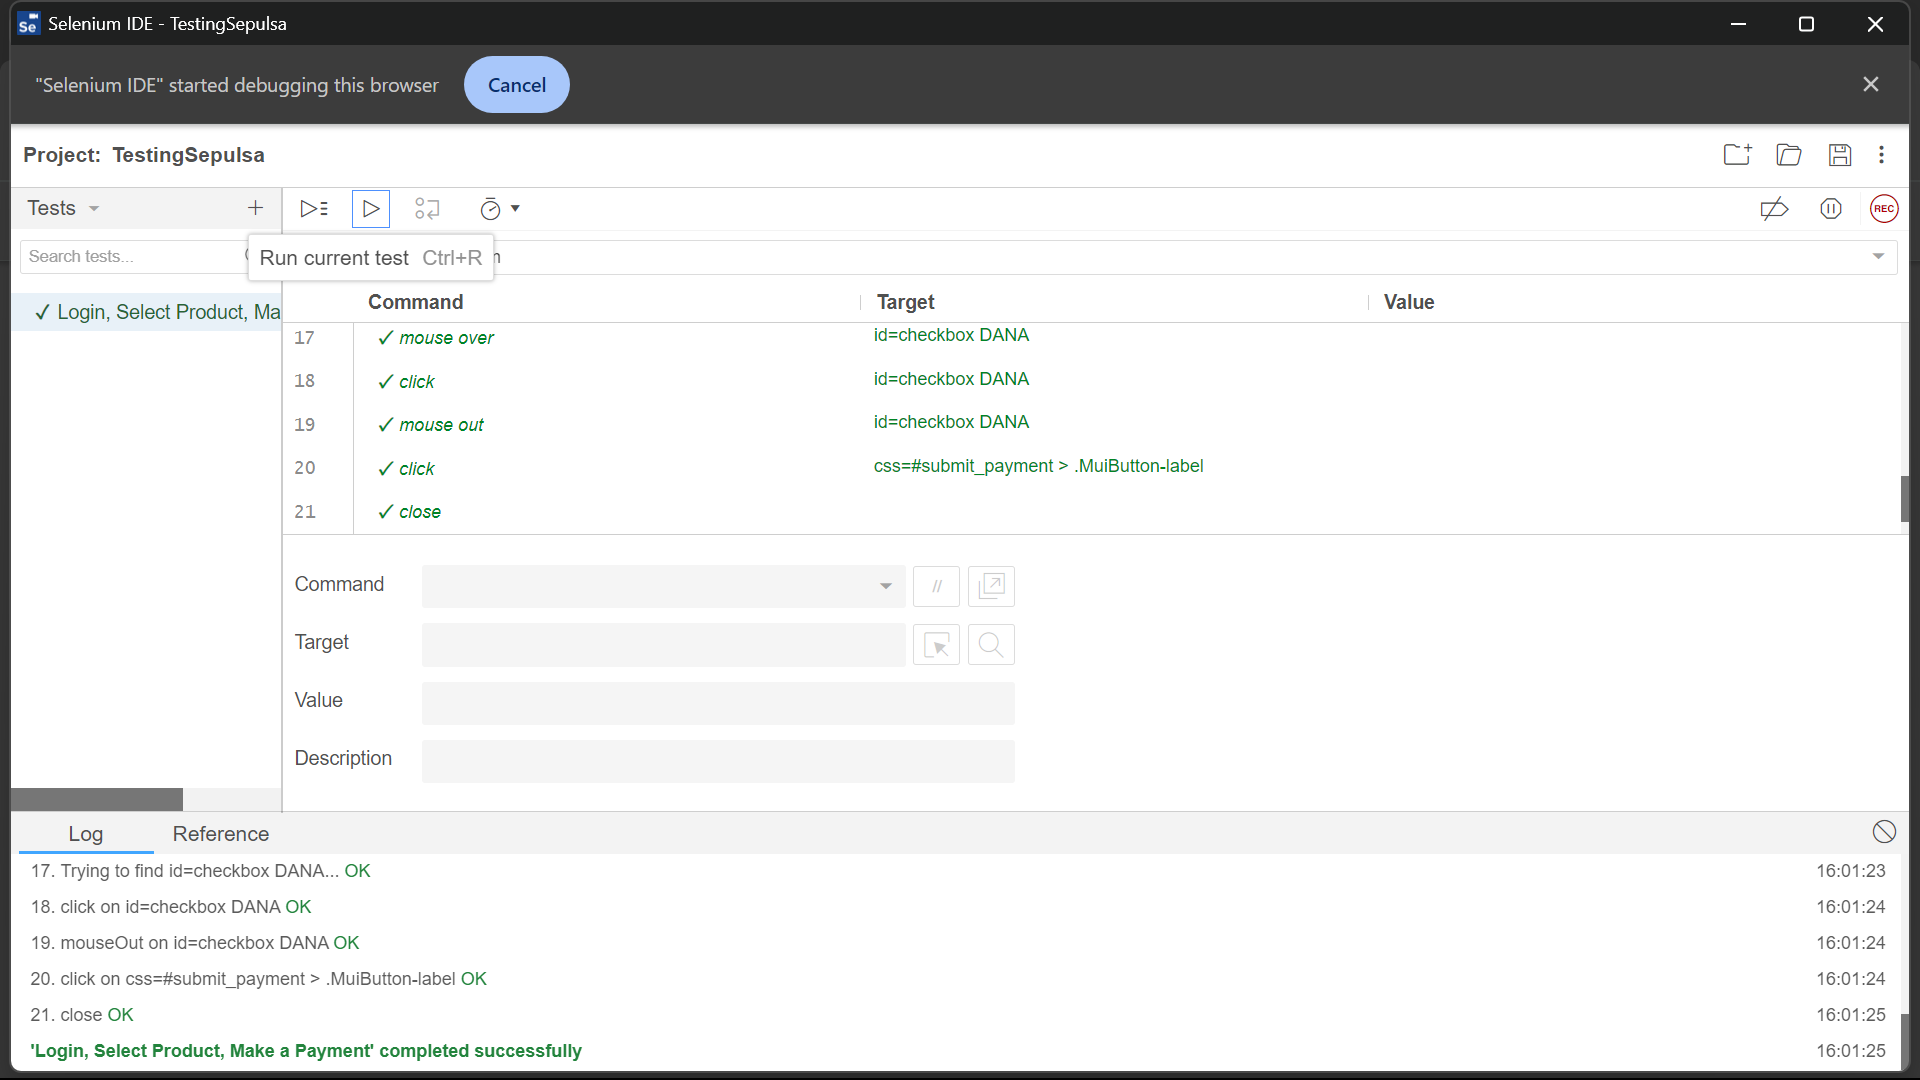 Selenium IDE - TestingSepulsa
"Selenium IDE" started debugging this browser Cancel
Project: TestingSepulsa
Tests
REC
Search tests...
Run current test Ctrl+R
Command Target Value
✓ Login, Select Product, Ma
17 ✓ mouse over id=checkbox DANA
18 ✓ click id=checkbox DANA
19 ✓ mouse out id=checkbox DANA
20 ✓ click css=#submit_payment > .MuiButton-label
21 ✓ close
Command //
Target
Value
Description
Log Reference
17. Trying to find id=checkbox DANA... OK 16:01:23
18. click on id=checkbox DANA OK 16:01:24
19. mouseOut on id=checkbox DANA OK 16:01:24
20. click on css=#submit_payment > .MuiButton-label OK 16:01:24
21. close OK 16:01:25
'Login, Select Product, Make a Payment' completed successfully 16:01:25